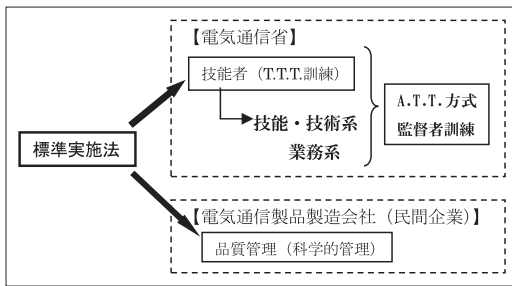 【電気通信省】
技能者（T.T.T.訓練）
技能・技術系
業務系
A.T.T.方式
監督者訓練
標準実施法
【電気通信製品製造会社（民間企業）】
品質管理（科学的管理）